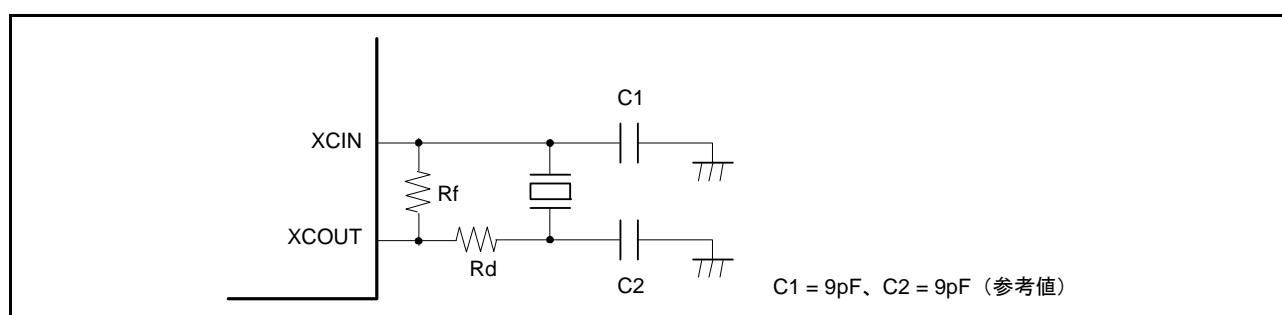 C1
XCIN
Rf
XCOUT
Rd
C2
C1 = 9pF、C2 = 9pF（参考値）